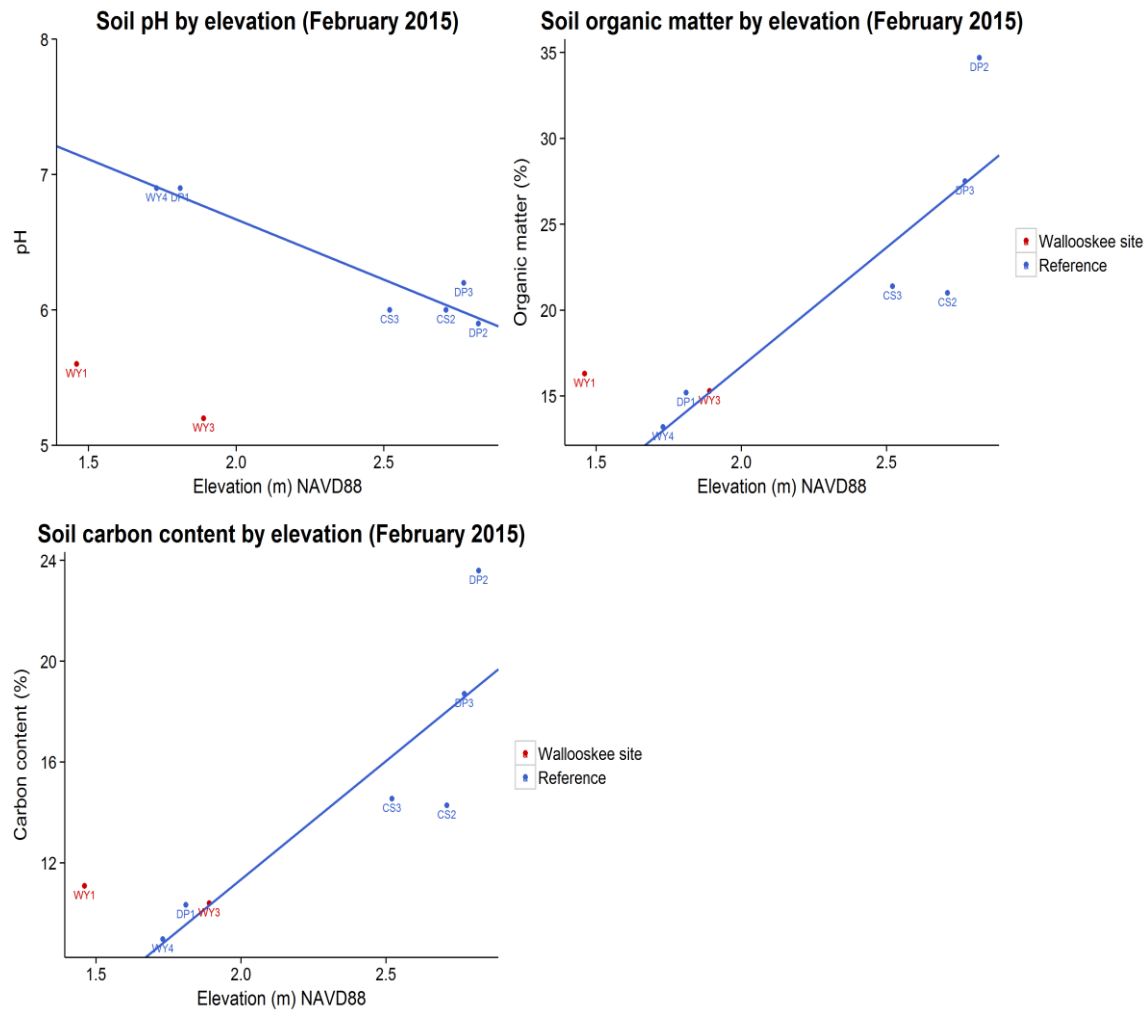 Soil pH by elevation (February 2015)
8
7
6
5
pH
WY4
DP1
DP3
CS3
CS2
DP2
WY1
WY3
1.5
2.0
2.5
Elevation (m) NAVD88
Soil organic matter by elevation (February 2015)
35
30
25
20
15
Organic matter (%)
DP2
DP3
CS3
CS2
WY1
DP1
WY3
WY4
1.5
2.0
2.5
Elevation (m) NAVD88
Wallooskee site
Reference
Soil carbon content by elevation (February 2015)
24
20
16
12
Carbon content (%)
DP2
DP3
CS3
CS2
WY1
DP1
WY3
WY4
1.5
2.0
2.5
Elevation (m) NAVD88
Wallooskee site
Reference